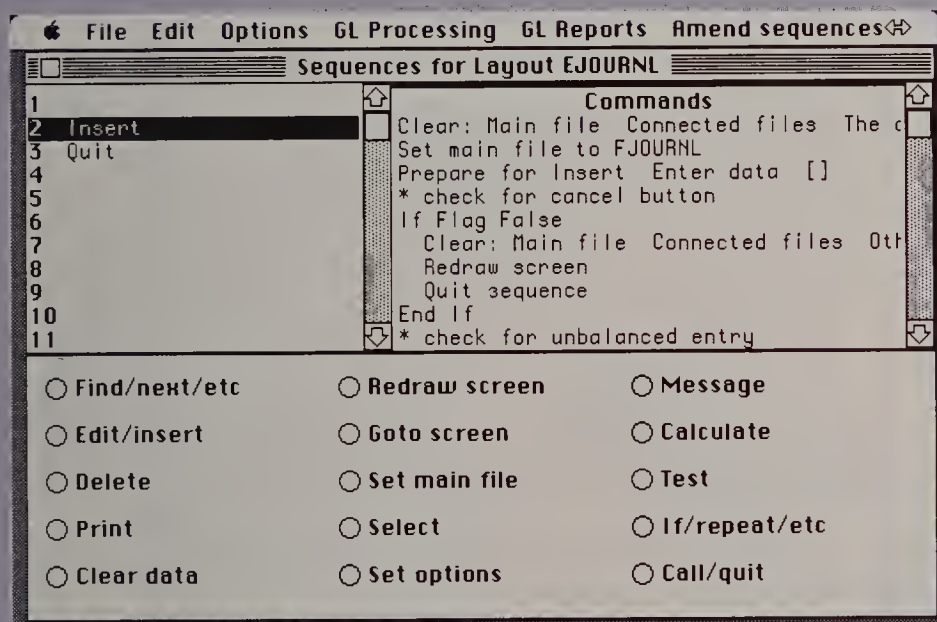 File Edit Options GL Processing GL Reports Amend sequences
Sequences for Layout EJOURNL
1
2 Insert
3 Quit
4
5
6
7
8
9
10
11
Commands
Clear: Main file Connected files The c
Set main file to FJOURNL
Prepare for Insert Enter data []
* check for cancel button
If Flag False
Clear: Main file Connected files Oth
Redraw screen
Quit sequence
End If
* check for unbalanced entry
Find/next/etc Redraw screen Message
Edit/insert Goto screen Calculate
Delete Set main file Test
Print Select If/repeat/etc
Clear data Set options Call/quit